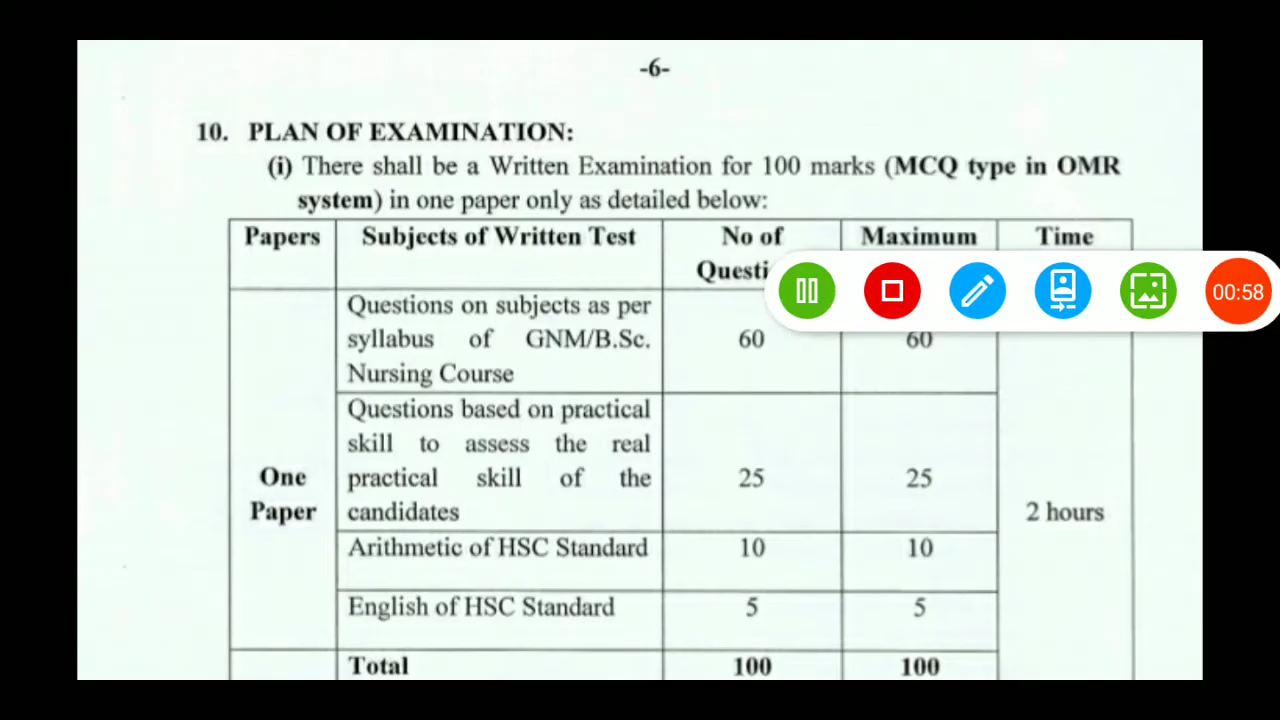 -6-
10. PLAN OF EXAMINATION:
(i) There shall be a Written Examination for 100 marks (MCQ type in OMR
system) in one paper only as detailed below:
Papers Subjects of Written Test No of Maximum Time
00:58
Questions on subjects as per
syllabus of GNM/B.Sc. 60 60
Nursing Course
Questions based on practical
skill to assess the real
One practical skill of the 25 25
Paper candidates 2 hours
Arithmetic of HSC Standard 10 10
English of HSC Standard 5 5
Total 100 100